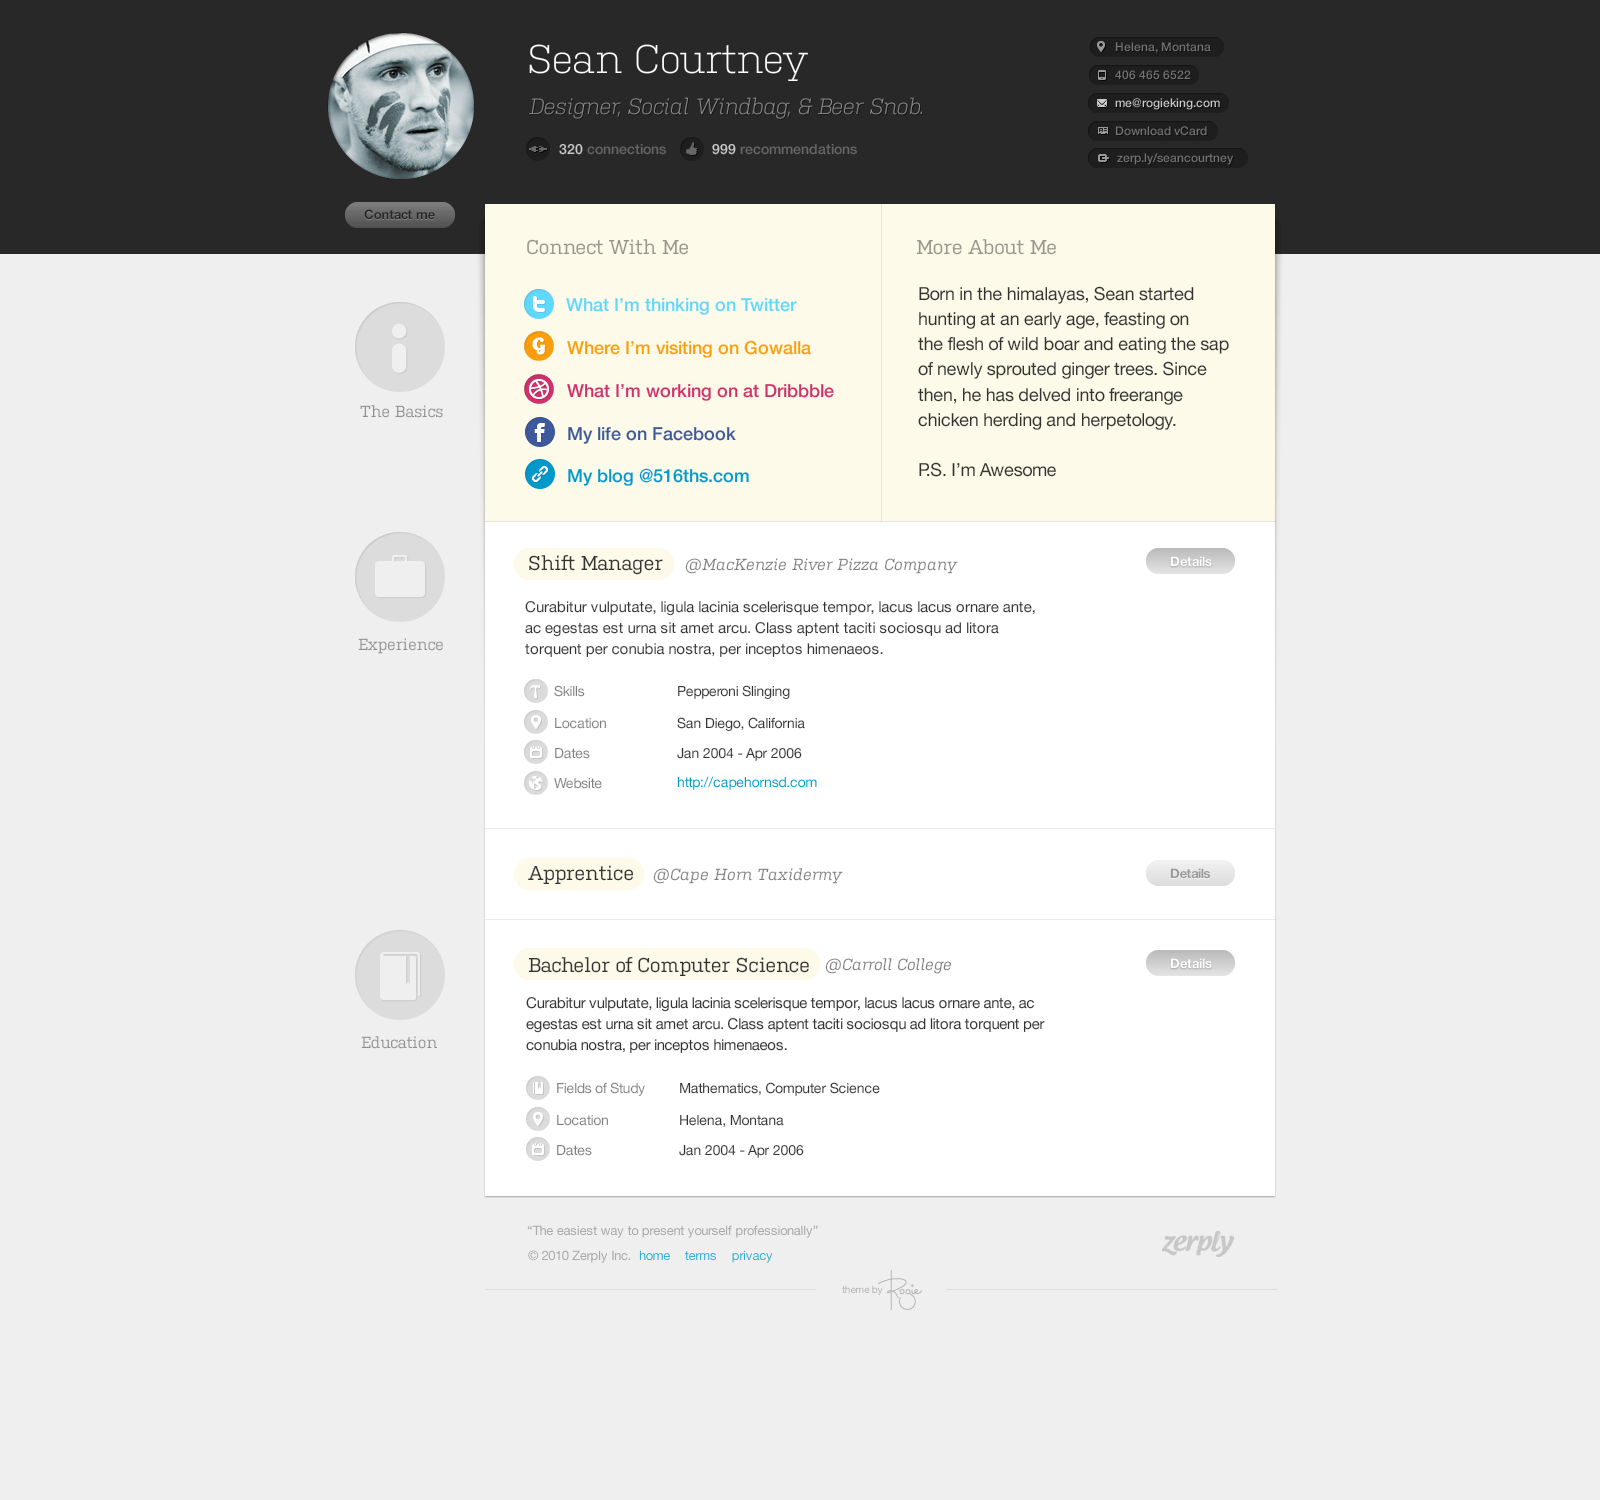 Sean Courtney
Designer, Social Windbag, & Beer Snob.
320 connections
999 recommendations
Helena, Montana
406 465 6522
me@rogieking.com
Download vCard
zerp.ly/seancourtney
Contact me
The Basics
Connect With Me
What I’m thinking on Twitter
Where I’m visiting on Gowalla
What I’m working on at Dribbble
My life on Facebook
My blog @516ths.com
More About Me
Born in the himalayas, Sean started
hunting at an early age, feasting on
the flesh of wild boar and eating the sap
of newly sprouted ginger trees. Since
then, he has delved into freerange
chicken herding and herpetology.
P.S. I’m Awesome
Experience
Shift Manager @MacKenzie River Pizza Company
Details
Curabitur vulputate, ligula lacinia scelerisque tempor, lacus lacus ornare ante,
ac egestas est urna sit amet arcu. Class aptent taciti sociosqu ad litora
torquent per conubia nostra, per inceptos himenaeos.
Skills Pepperoni Slinging
Location San Diego, California
Dates Jan 2004 - Apr 2006
Website http://capehornsd.com
Apprentice @Cape Horn Taxidermy
Details
Education
Bachelor of Computer Science @Carroll College
Details
Curabitur vulputate, ligula lacinia scelerisque tempor, lacus lacus ornare ante, ac
egestas est urna sit amet arcu. Class aptent taciti sociosqu ad litora torquent per
conubia nostra, per inceptos himenaeos.
Fields of Study Mathematics, Computer Science
Location Helena, Montana
Dates Jan 2004 - Apr 2006
“The easiest way to present yourself professionally”
© 2010 Zerply Inc. home terms privacy
zerply
theme by Rogie